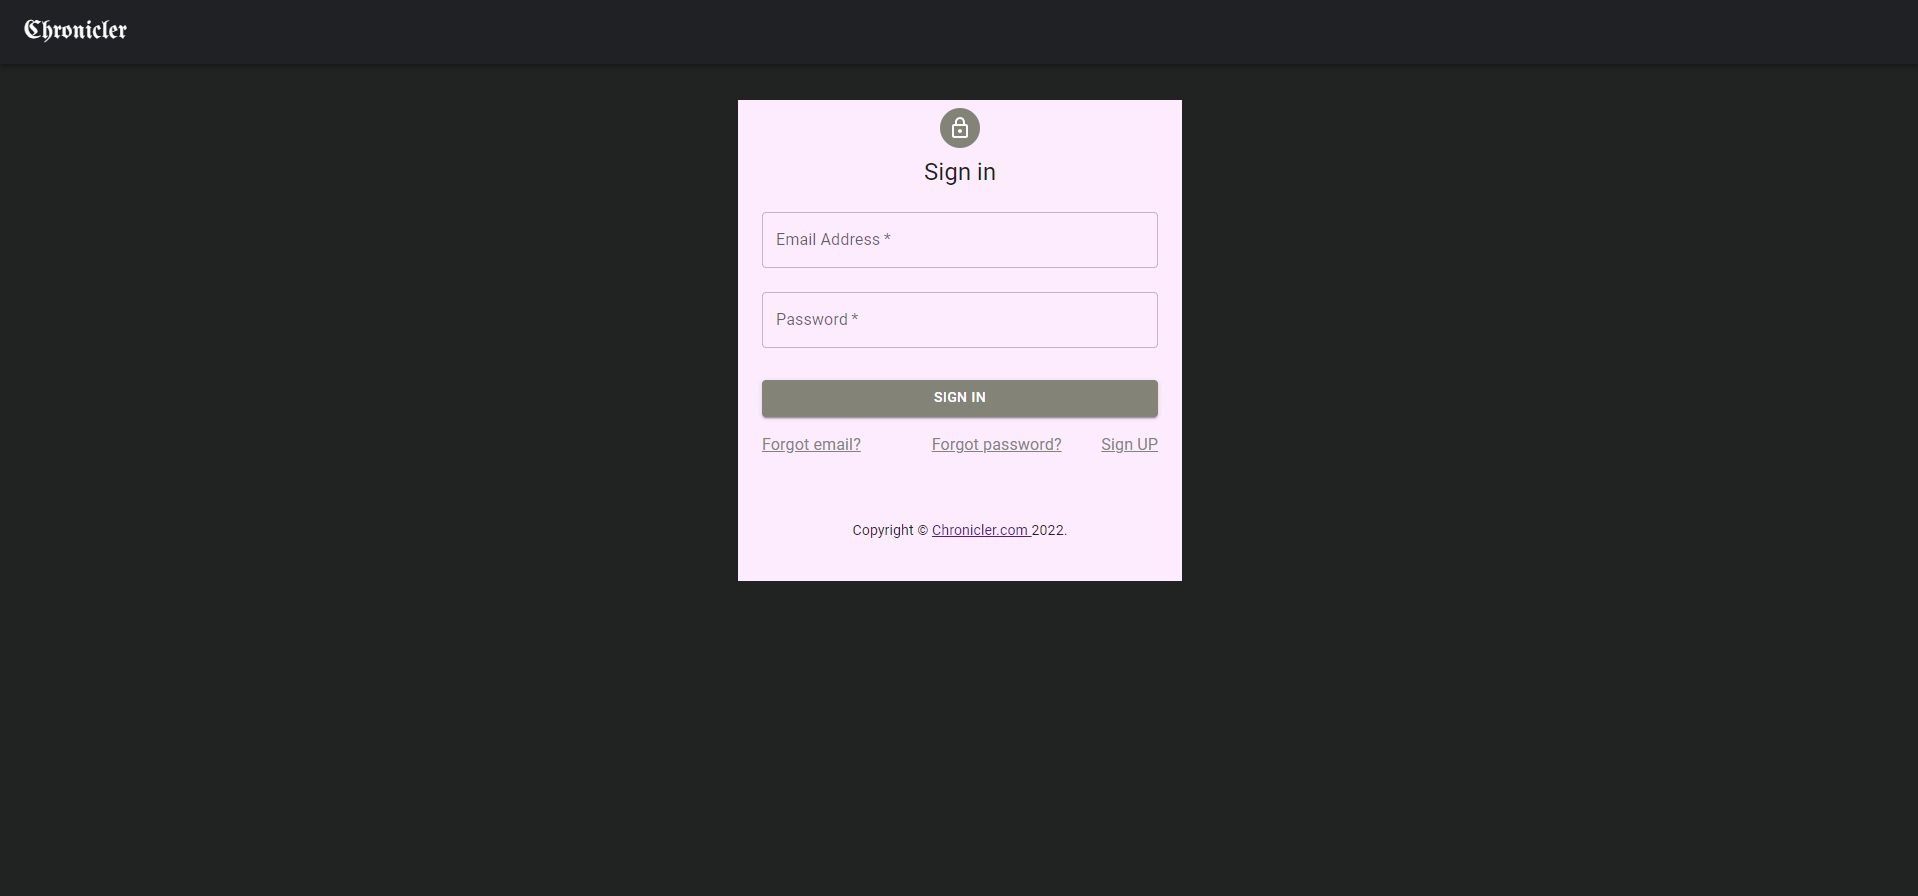 Chronicler
Sign in
Email Address *
Password *
SIGN IN
Forgot email? Forgot password? Sign UP
Copyright © Chronicler.com 2022.